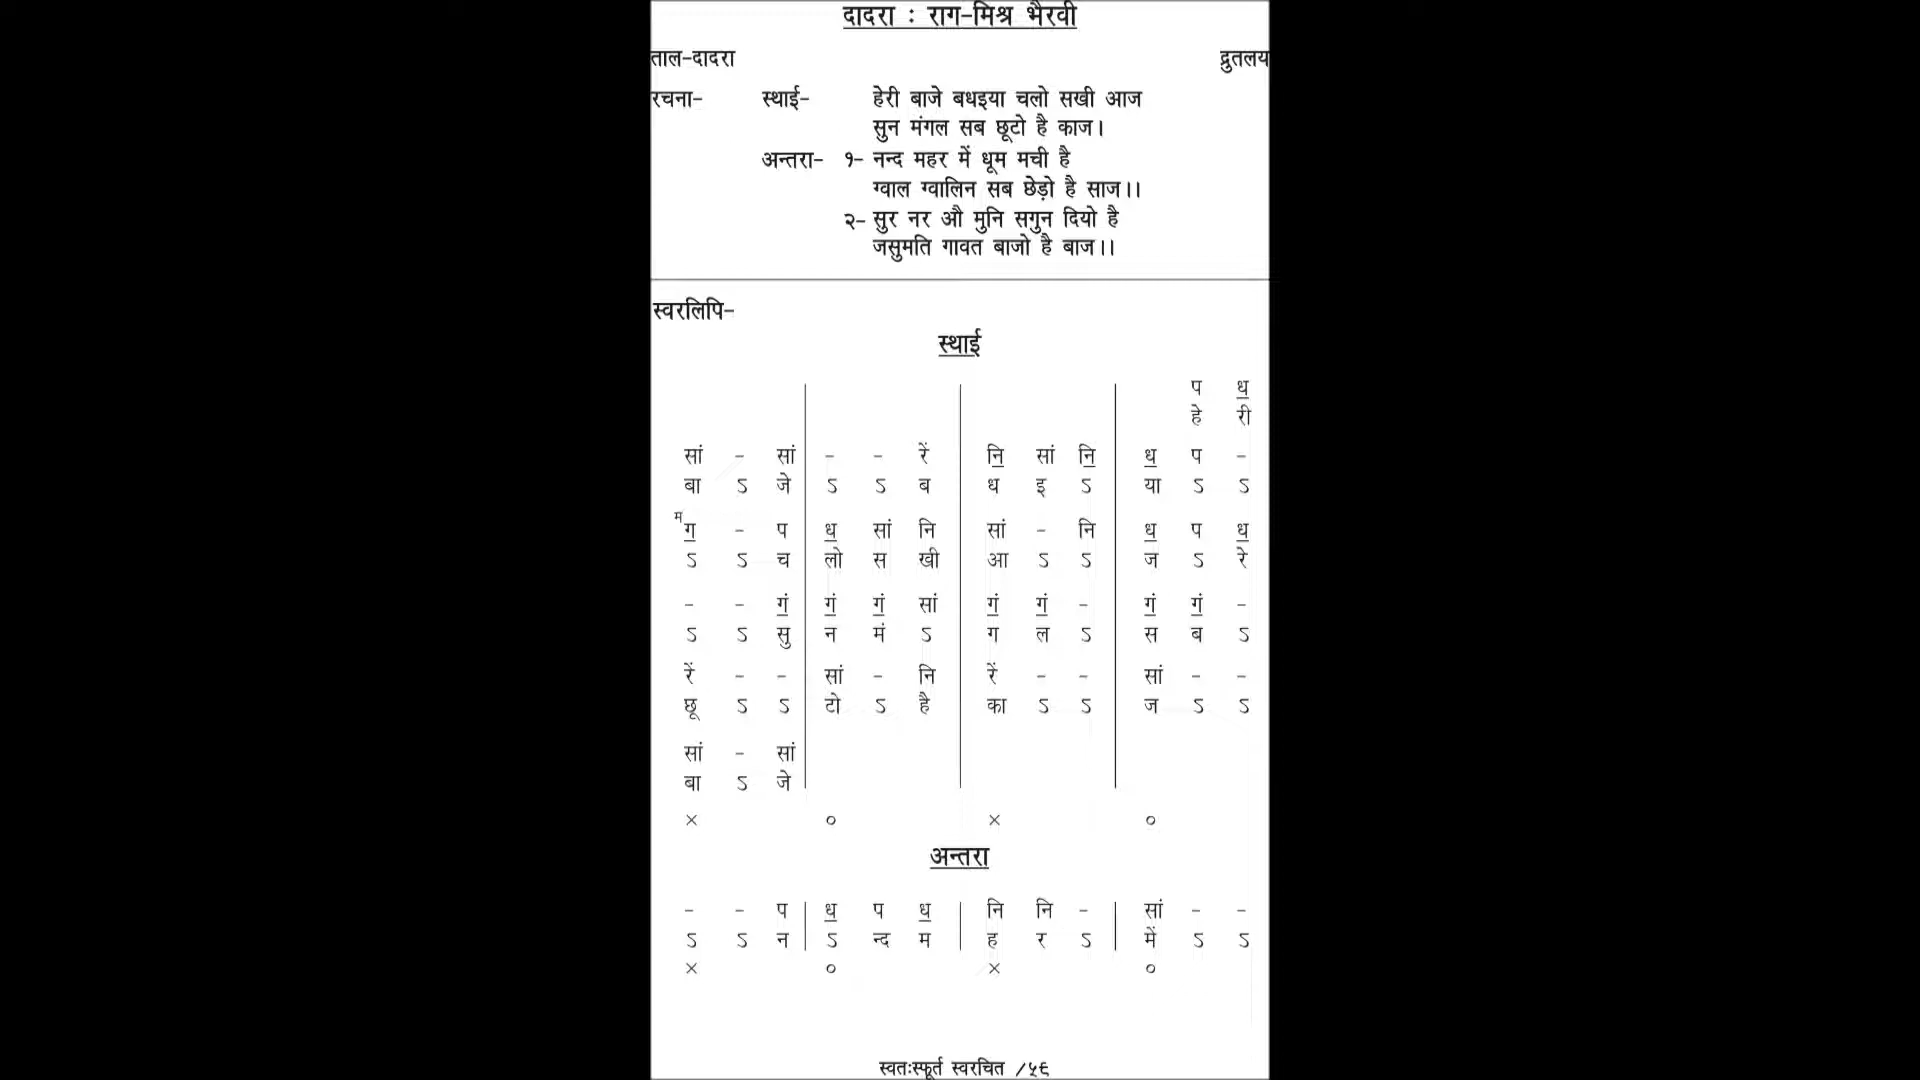 दादरा : राग-मिश्र भैरवी
ताल-दादरा द्रुतलय
रचना- स्थाई- हेरी बाजे बधइया चलो सखी आज
सुन मंगल सब छूटो है काज।
अन्तरा- १- नन्द महर में धूम मची है
ग्वाल ग्वालिन सब छेड़ो है साज।।
२- सुर नर औ मुनि सगुन दियो है
जसुमति गावत बाजो है बाज।।
स्वरलिपि-
स्थाई
प ध॒
हे री
सां - सां | - - रें | नि॒ सां नि॒ | ध॒ प -
बा ऽ जे | ऽ ऽ ब | ध इ ऽ | या ऽ ऽ
म ग॒ - प | ध॒ सां नि | सां - नि | ध॒ प ध॒
ऽ ऽ च | लो स खी | आ ऽ ऽ | ज ऽ रे
- - गं॒ | गं॒ गं॒ सां | गं॒ गं॒ - | गं॒ गं॒ -
ऽ ऽ सु | न मं ऽ | ग ल ऽ | स ब ऽ
रें - - | सां - नि | रें - - | सां - -
छू ऽ ऽ | टो ऽ है | का ऽ ऽ | ज ऽ ऽ
सां - सां
बा ऽ जे
× ० × ०
अन्तरा
- - प | ध॒ प ध॒ | नि नि - | सां - -
ऽ ऽ न | ऽ न्द म | ह र ऽ | में ऽ ऽ
× ० × ०
स्वतःस्फूर्त स्वरचित /५९